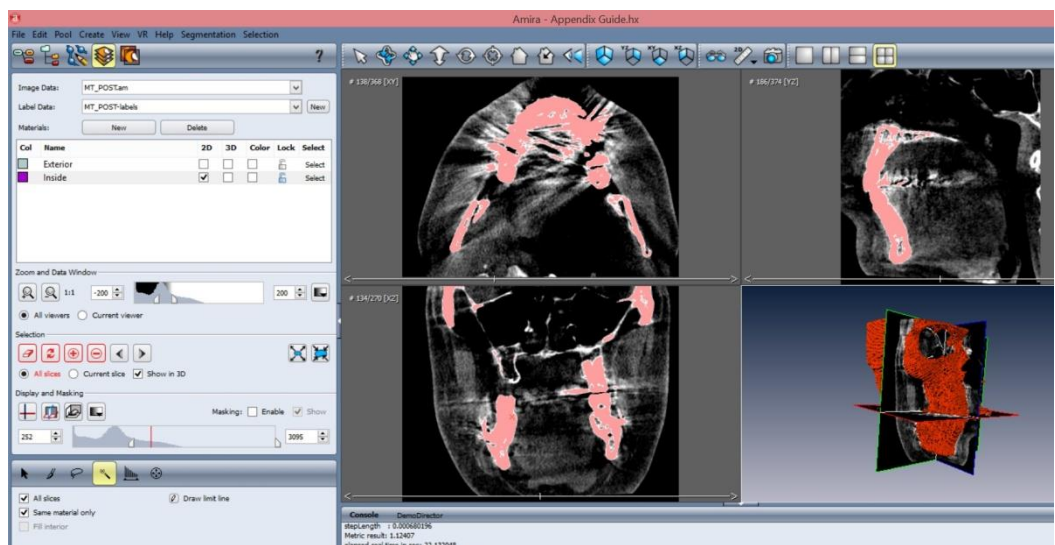 Amira - Appendix Guide.hx
File Edit Pool Create View VR Help Segmentation Selection
?
2D
YZ XY XZ
Image Data: MT_POST.am
Label Data: MT_POST-labels New
Materials: New Delete
Col Name 2D 3D Color Lock Select
Exterior Select
Inside Select
Zoom and Data Window
1:1 -200 200
All viewers Current viewer
Selection
All slices Current slice Show in 3D
Display and Masking
Masking: Enable Show
252 3095
All slices Draw limit line
Same material only
Fill interior
# 138/368 [XY]
# 186/374 [YZ]
# 134/270 [XZ]
Console DemoDirector
stepLength : 0.000680196
Metric result: 1.12407